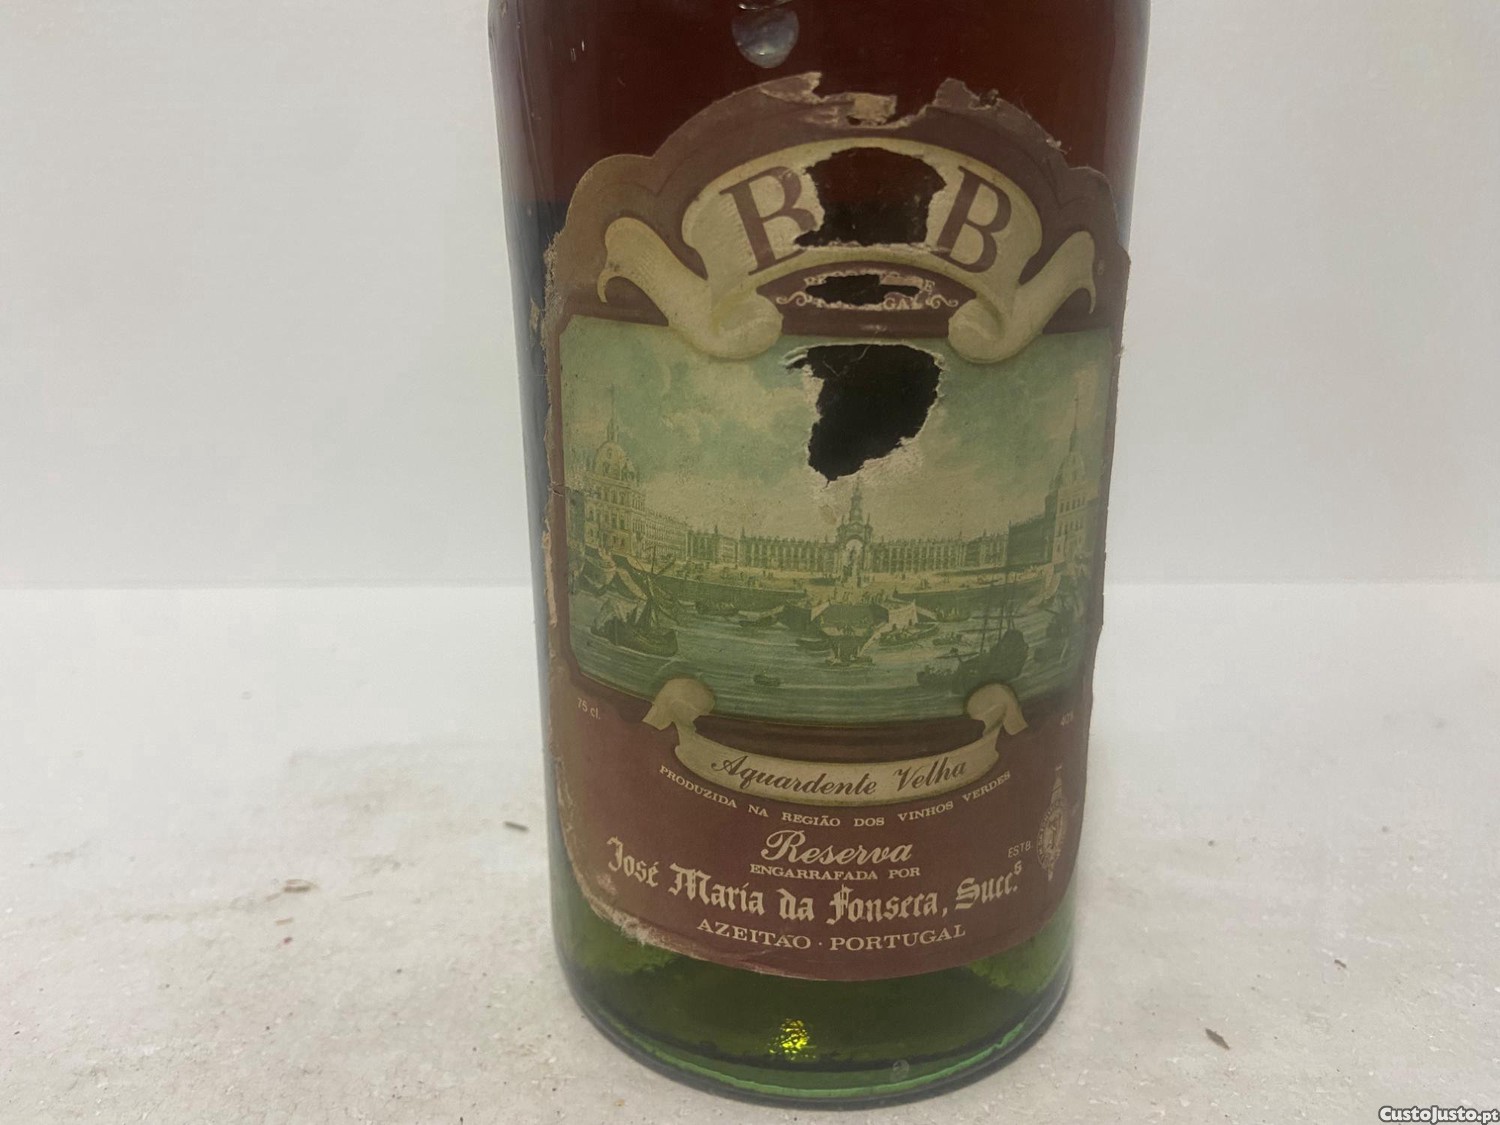 B B
75 cl.
Aquardente Velha
PRODUZIDA NA REGIÃO DOS VINHOS VERDES
Reserva
ENGARRAFADA POR
ESTB.
José Maria da Fonseca, Succ.s
AZEITÃO · PORTUGAL
CustoJusto.pt